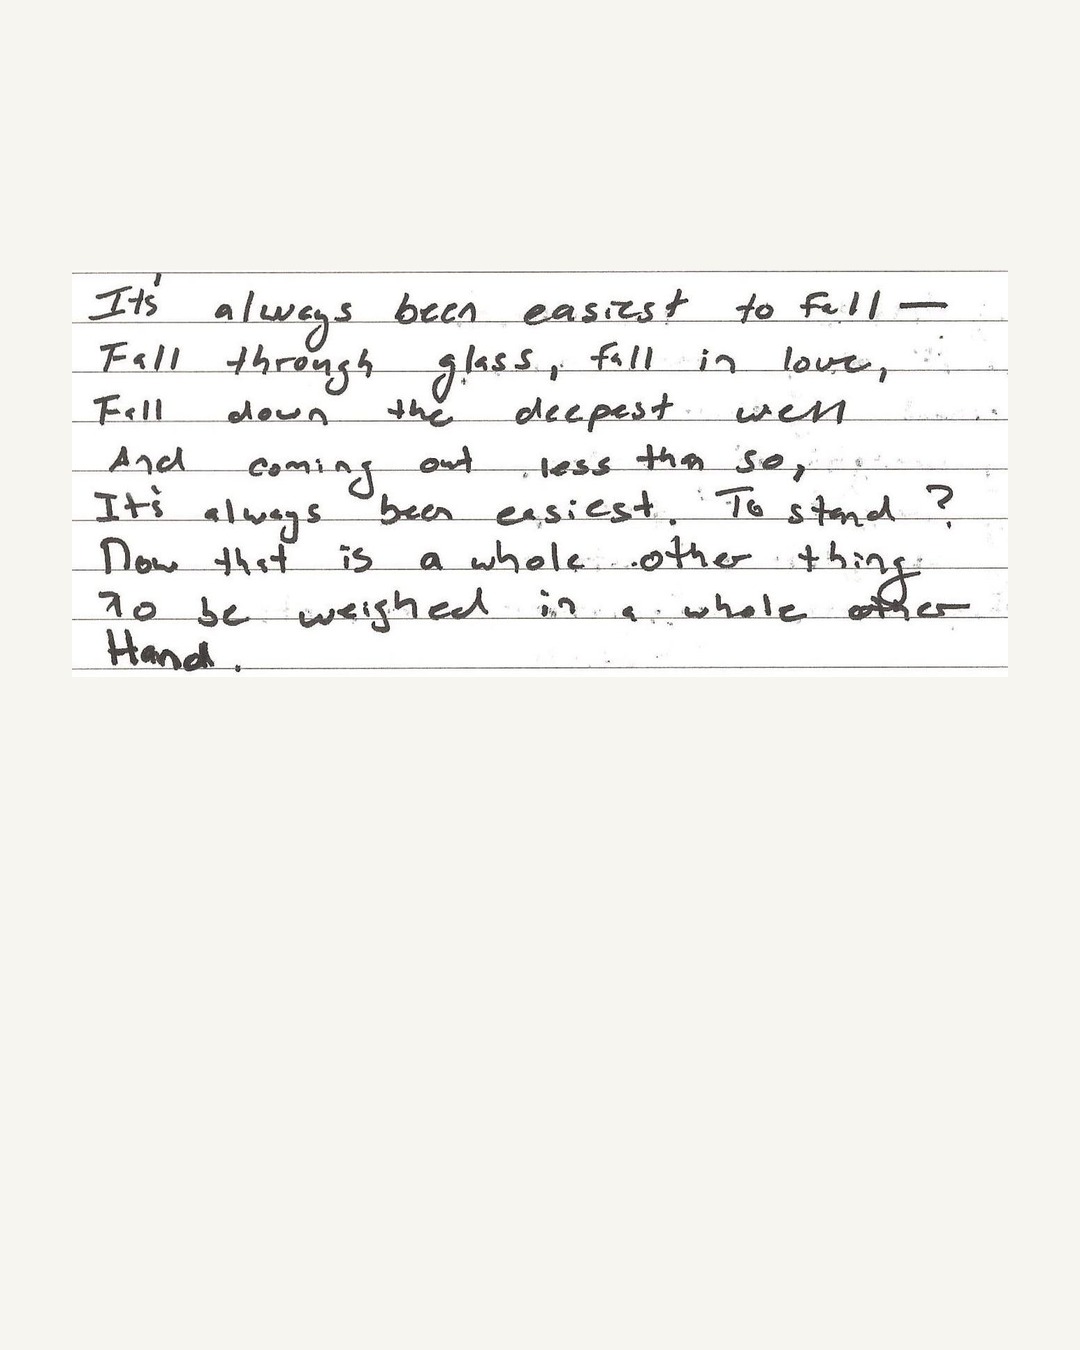 It's always been easiest to fall —
Fall through glass, fall in love,
Fall down the deepest well
And coming out less than so,
It's always been easiest. To stand?
Now that is a whole other thing
To be weighed in a whole other
Hand.